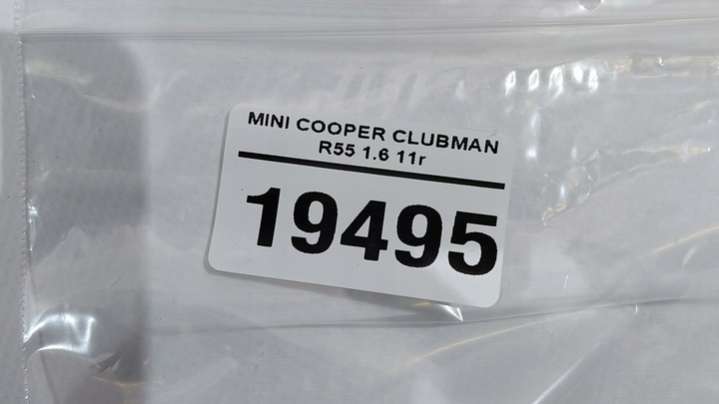 MINI COOPER CLUBMAN
R55 1.6 11r
19495